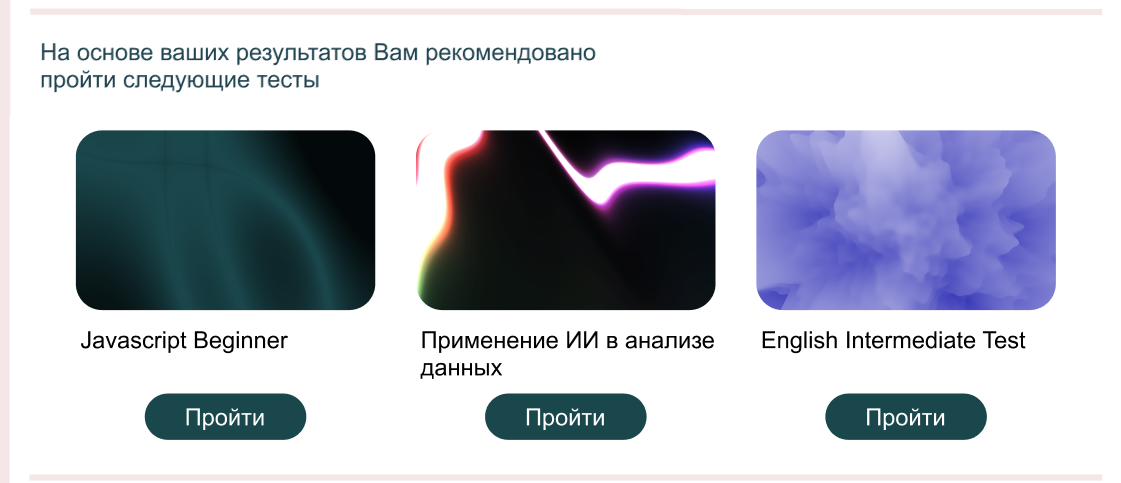 На основе ваших результатов Вам рекомендовано
пройти следующие тесты
Javascript Beginner
Применение ИИ в анализе
данных
English Intermediate Test
Пройти
Пройти
Пройти